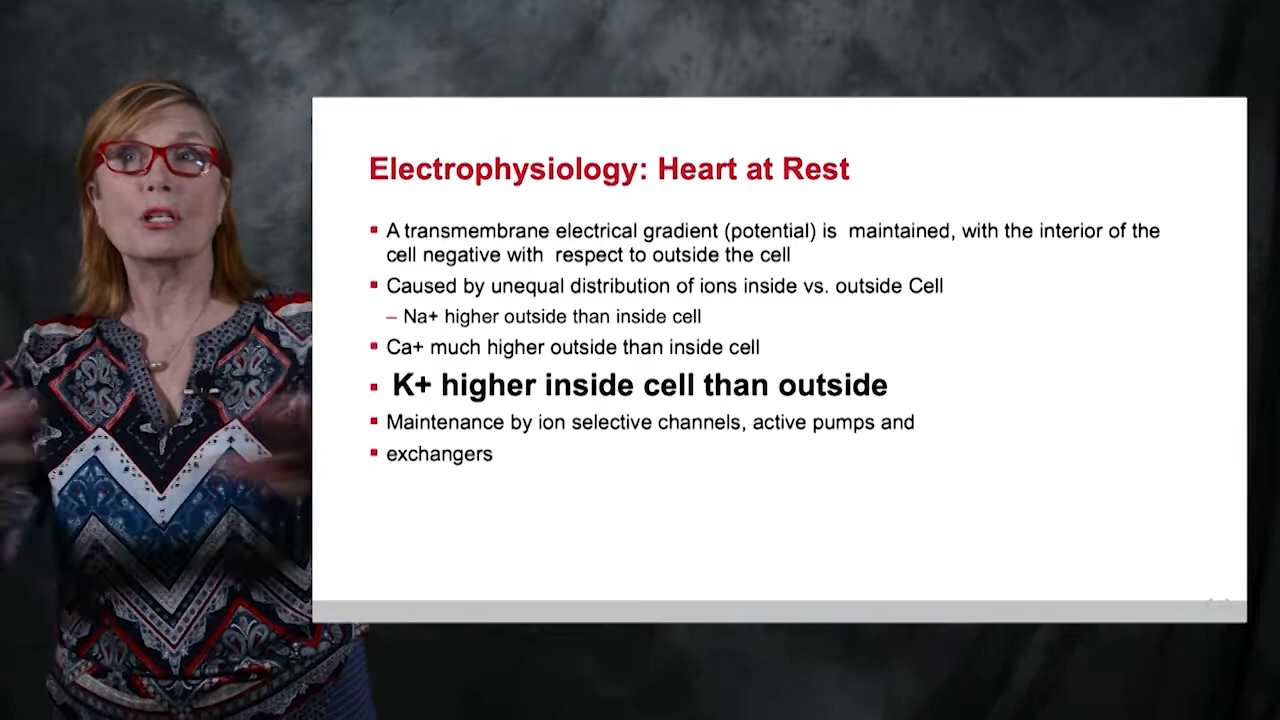 Electrophysiology: Heart at Rest
A transmembrane electrical gradient (potential) is maintained, with the interior of the
cell negative with respect to outside the cell
Caused by unequal distribution of ions inside vs. outside Cell
– Na+ higher outside than inside cell
Ca+ much higher outside than inside cell
K+ higher inside cell than outside
Maintenance by ion selective channels, active pumps and
exchangers